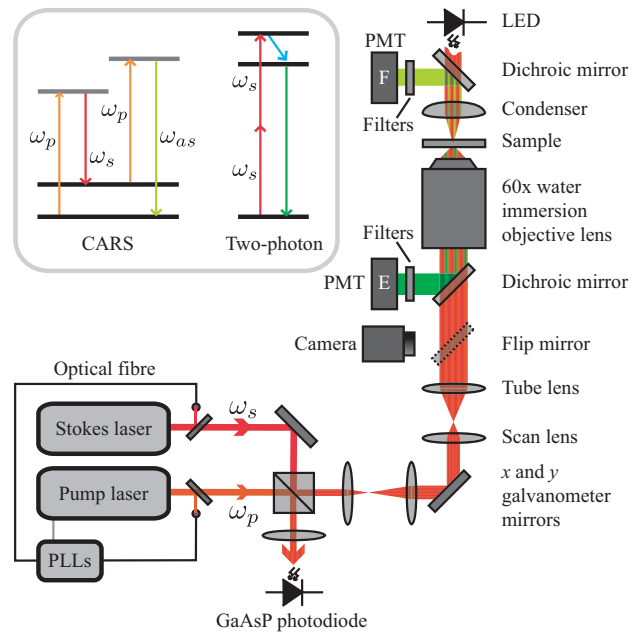 LED
PMT
F
Dichroic mirror
Filters
Condenser
Sample
60x water
immersion
objective lens
ωₚ
ωₛ
ωₚ
ωₐₛ
CARS
ωₛ
ωₛ
Two-photon
Filters
PMT
E
Dichroic mirror
Camera
Flip mirror
Tube lens
Scan lens
x and y
galvanometer
mirrors
Optical fibre
Stokes laser
ωₛ
Pump laser
ωₚ
PLLs
GaAsP photodiode